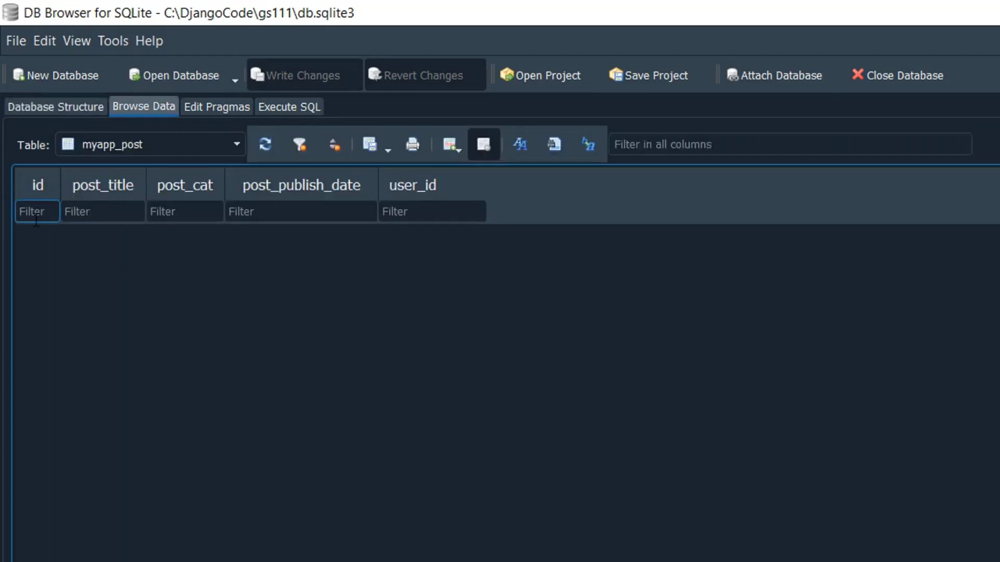 DB Browser for SQLite - C:\DjangoCode\gs111\db.sqlite3
File Edit View Tools Help
New Database Open Database Write Changes Revert Changes Open Project Save Project Attach Database Close Database
Database Structure Browse Data Edit Pragmas Execute SQL
Table: myapp_post Filter in all columns
id post_title post_cat post_publish_date user_id
Filter Filter Filter Filter Filter